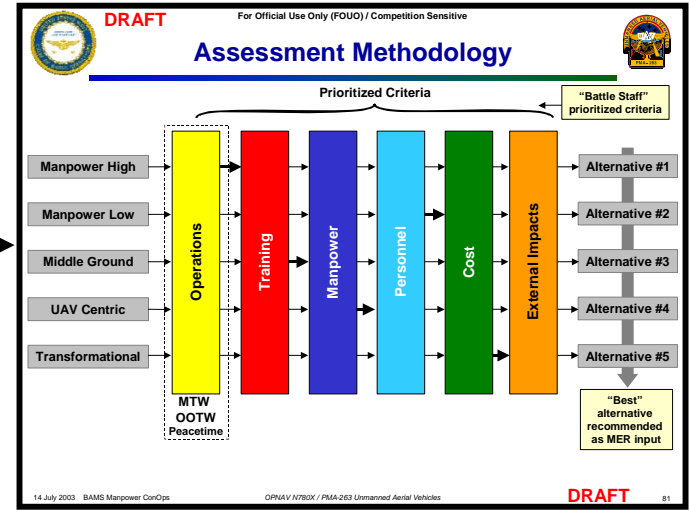 DRAFT
For Official Use Only (FOUO) / Competition Sensitive
Assessment Methodology
PMA-263
Prioritized Criteria
“Battle Staff”
prioritized criteria
Manpower High
Manpower Low
Middle Ground
UAV Centric
Transformational
Operations
Training
Manpower
Personnel
Cost
External Impacts
Alternative #1
Alternative #2
Alternative #3
Alternative #4
Alternative #5
MTW
OOTW
Peacetime
“Best”
alternative
recommended
as MER input
14 July 2003 BAMS Manpower ConOps
OPNAV N780X / PMA-263 Unmanned Aerial Vehicles
DRAFT
81